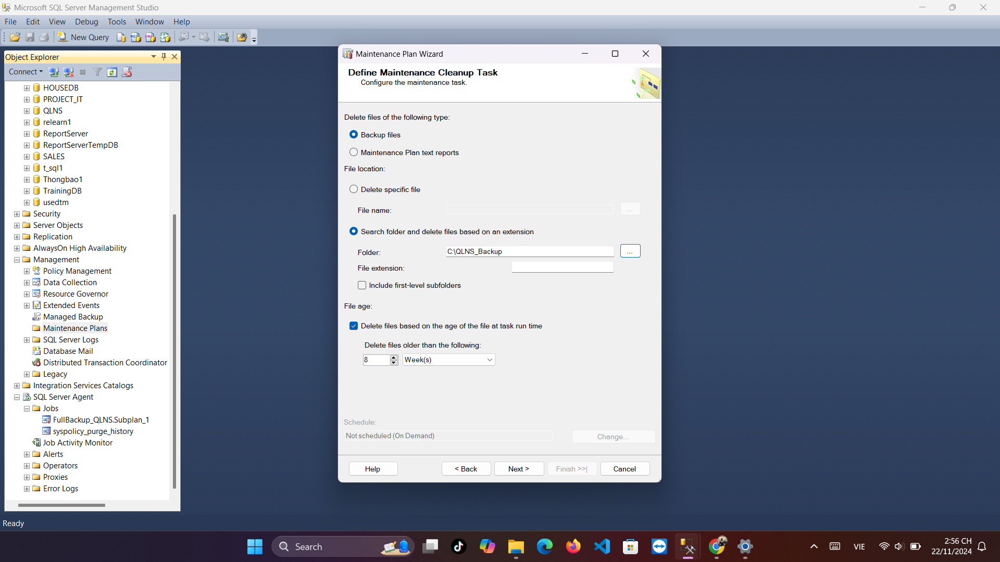 Microsoft SQL Server Management Studio
File Edit View Debug Tools Window Help
New Query
Object Explorer
Connect
HOUSEDB
PROJECT_IT
QLNS
relearn1
ReportServer
ReportServerTempDB
SALES
t_sql1
Thongbao1
TrainingDB
usedtm
Security
Server Objects
Replication
AlwaysOn High Availability
Management
Policy Management
Data Collection
Resource Governor
Extended Events
Managed Backup
Maintenance Plans
SQL Server Logs
Database Mail
Distributed Transaction Coordinator
Legacy
Integration Services Catalogs
SQL Server Agent
Jobs
FullBackup_QLNS.Subplan_1
syspolicy_purge_history
Job Activity Monitor
Alerts
Operators
Proxies
Error Logs
Maintenance Plan Wizard
Define Maintenance Cleanup Task
Configure the maintenance task.
Delete files of the following type:
Backup files
Maintenance Plan text reports
File location:
Delete specific file
File name:
...
Search folder and delete files based on an extension
Folder: C:\QLNS_Backup ...
File extension:
Include first-level subfolders
File age:
Delete files based on the age of the file at task run time
Delete files older than the following:
8 Week(s)
Schedule:
Not scheduled (On Demand) Change...
Help < Back Next > Finish >>| Cancel
Ready
Search
VIE
2:56 CH
22/11/2024